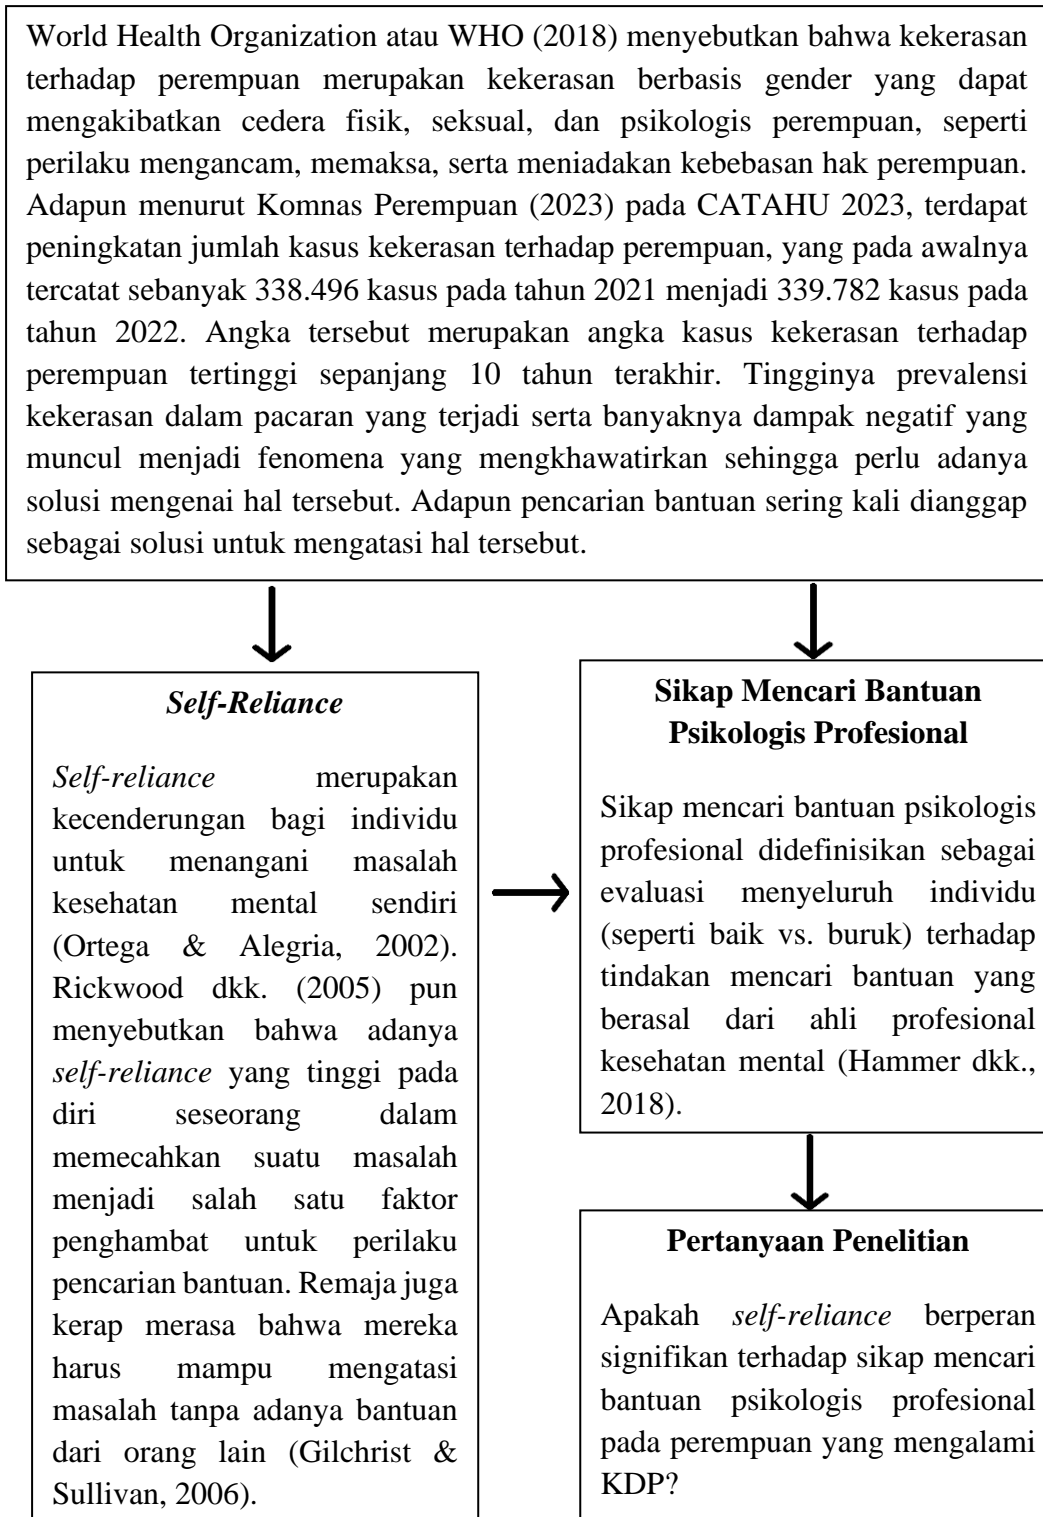 World Health Organization atau WHO (2018) menyebutkan bahwa kekerasan
terhadap perempuan merupakan kekerasan berbasis gender yang dapat
mengakibatkan cedera fisik, seksual, dan psikologis perempuan, seperti
perilaku mengancam, memaksa, serta meniadakan kebebasan hak perempuan.
Adapun menurut Komnas Perempuan (2023) pada CATAHU 2023, terdapat
peningkatan jumlah kasus kekerasan terhadap perempuan, yang pada awalnya
tercatat sebanyak 338.496 kasus pada tahun 2021 menjadi 339.782 kasus pada
tahun 2022. Angka tersebut merupakan angka kasus kekerasan terhadap
perempuan tertinggi sepanjang 10 tahun terakhir. Tingginya prevalensi
kekerasan dalam pacaran yang terjadi serta banyaknya dampak negatif yang
muncul menjadi fenomena yang mengkhawatirkan sehingga perlu adanya
solusi mengenai hal tersebut. Adapun pencarian bantuan sering kali dianggap
sebagai solusi untuk mengatasi hal tersebut.
Self-Reliance
Self-reliance merupakan
kecenderungan bagi individu
untuk menangani masalah
kesehatan mental sendiri
(Ortega & Alegria, 2002).
Rickwood dkk. (2005) pun
menyebutkan bahwa adanya
self-reliance yang tinggi pada
diri seseorang dalam
memecahkan suatu masalah
menjadi salah satu faktor
penghambat untuk perilaku
pencarian bantuan. Remaja juga
kerap merasa bahwa mereka
harus mampu mengatasi
masalah tanpa adanya bantuan
dari orang lain (Gilchrist &
Sullivan, 2006).
Sikap Mencari Bantuan
Psikologis Profesional
Sikap mencari bantuan psikologis
profesional didefinisikan sebagai
evaluasi menyeluruh individu
(seperti baik vs. buruk) terhadap
tindakan mencari bantuan yang
berasal dari ahli profesional
kesehatan mental (Hammer dkk.,
2018).
Pertanyaan Penelitian
Apakah self-reliance berperan
signifikan terhadap sikap mencari
bantuan psikologis profesional
pada perempuan yang mengalami
KDP?